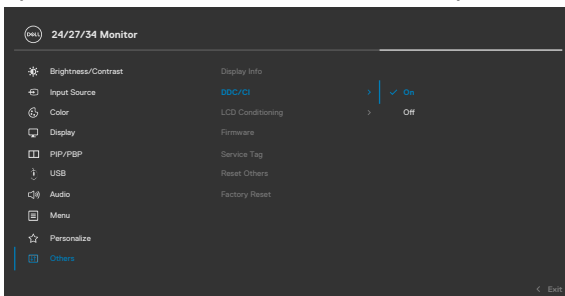 DELL 24/27/34 Monitor
Brightness/Contrast Display Info
Input Source DDC/CI > ✓ On
Color LCD Conditioning > Off
Display Firmware
PIP/PBP Service Tag
USB Reset Others
Audio Factory Reset
Menu
Personalize
Others
< Exit